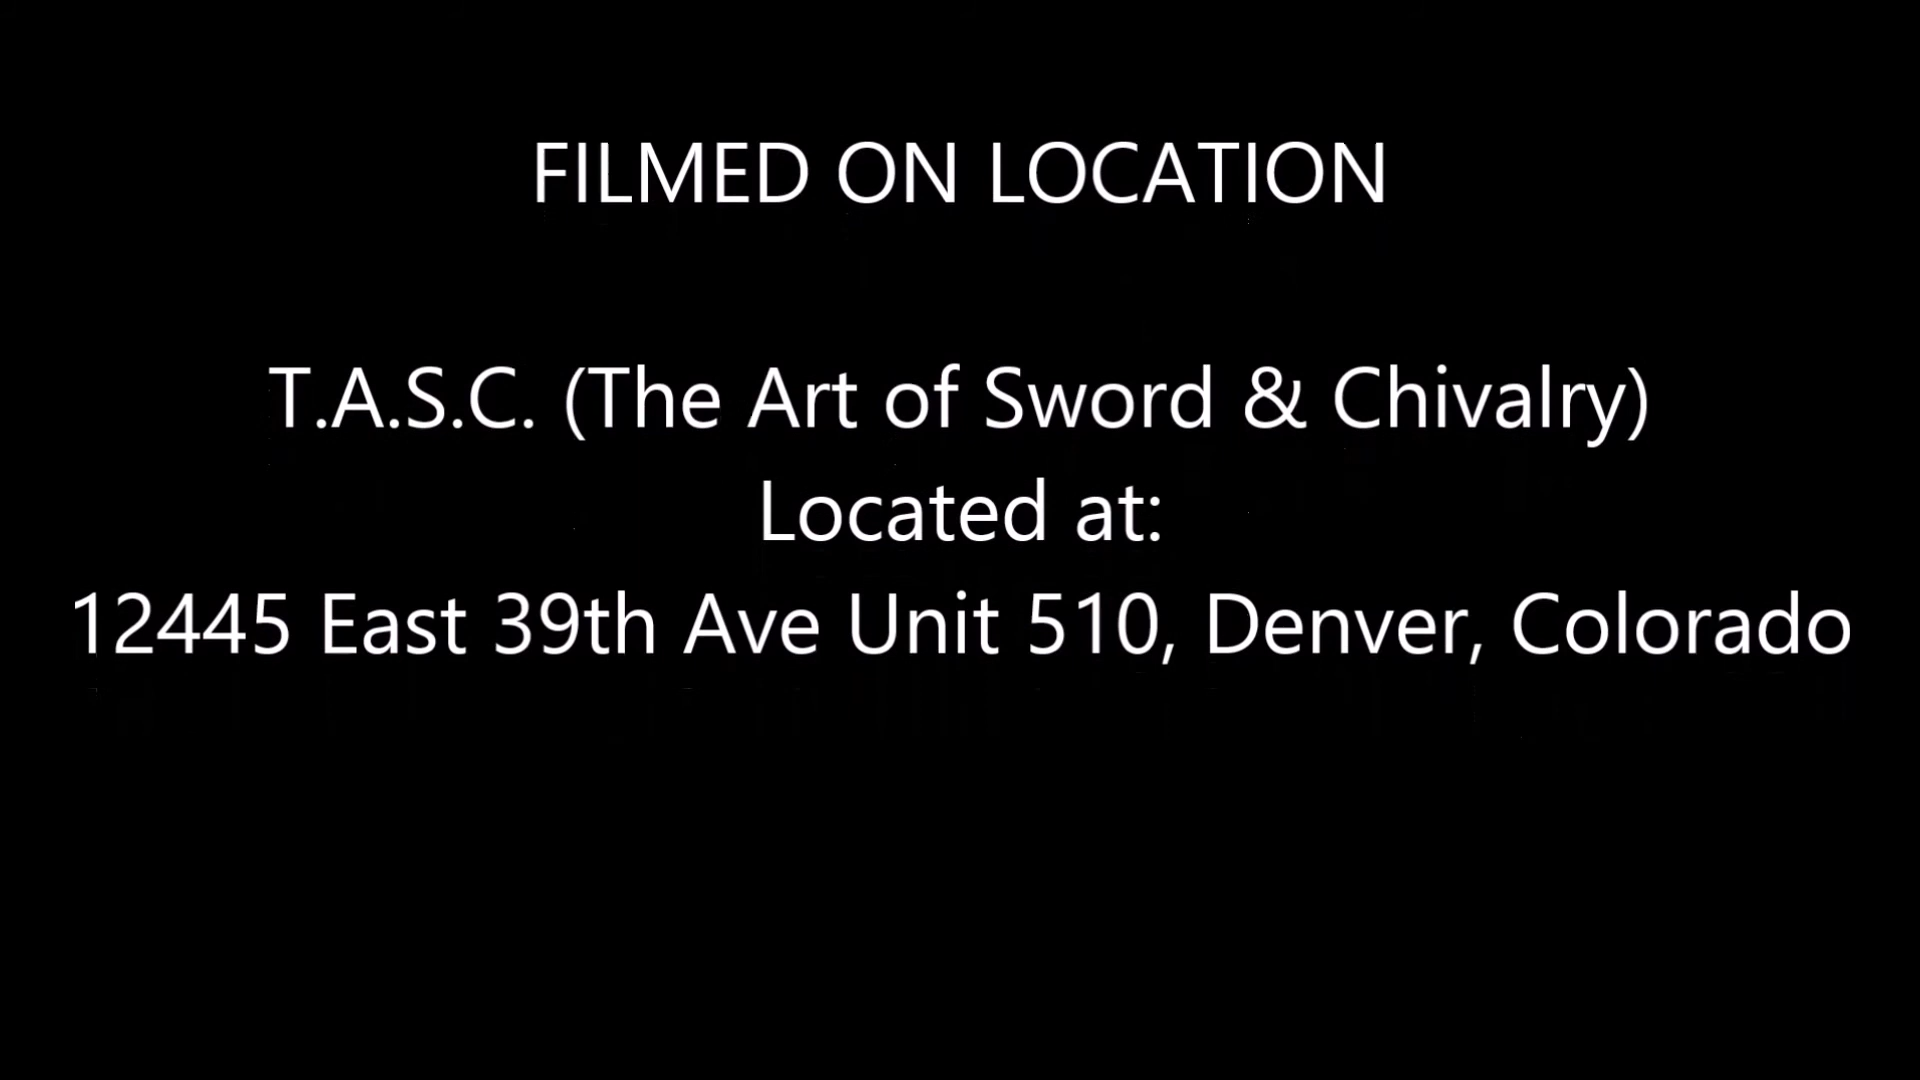 FILMED ON LOCATION
T.A.S.C. (The Art of Sword & Chivalry)
Located at:
12445 East 39th Ave Unit 510, Denver, Colorado